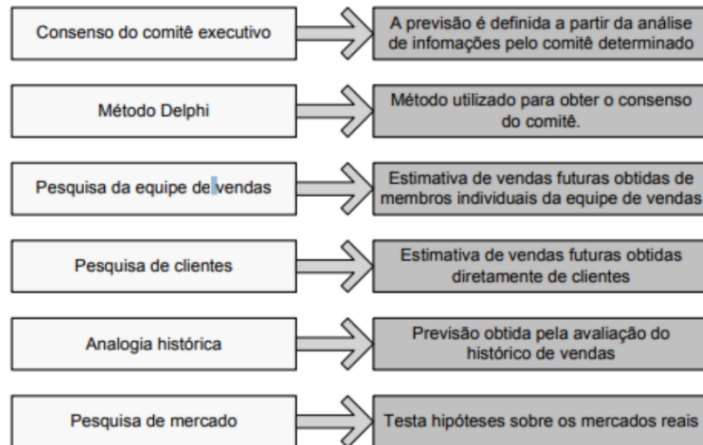 Consenso do comitê executivo
A previsão é definida a partir da análise
de infomações pelo comitê determinado
Método Delphi
Método utilizado para obter o consenso
do comitê.
Pesquisa da equipe de vendas
Estimativa de vendas futuras obtidas de
membros individuais da equipe de vendas
Pesquisa de clientes
Estimativa de vendas futuras obtidas
diretamente de clientes
Analogia histórica
Previsão obtida pela avaliação do
histórico de vendas
Pesquisa de mercado
Testa hipóteses sobre os mercados reais